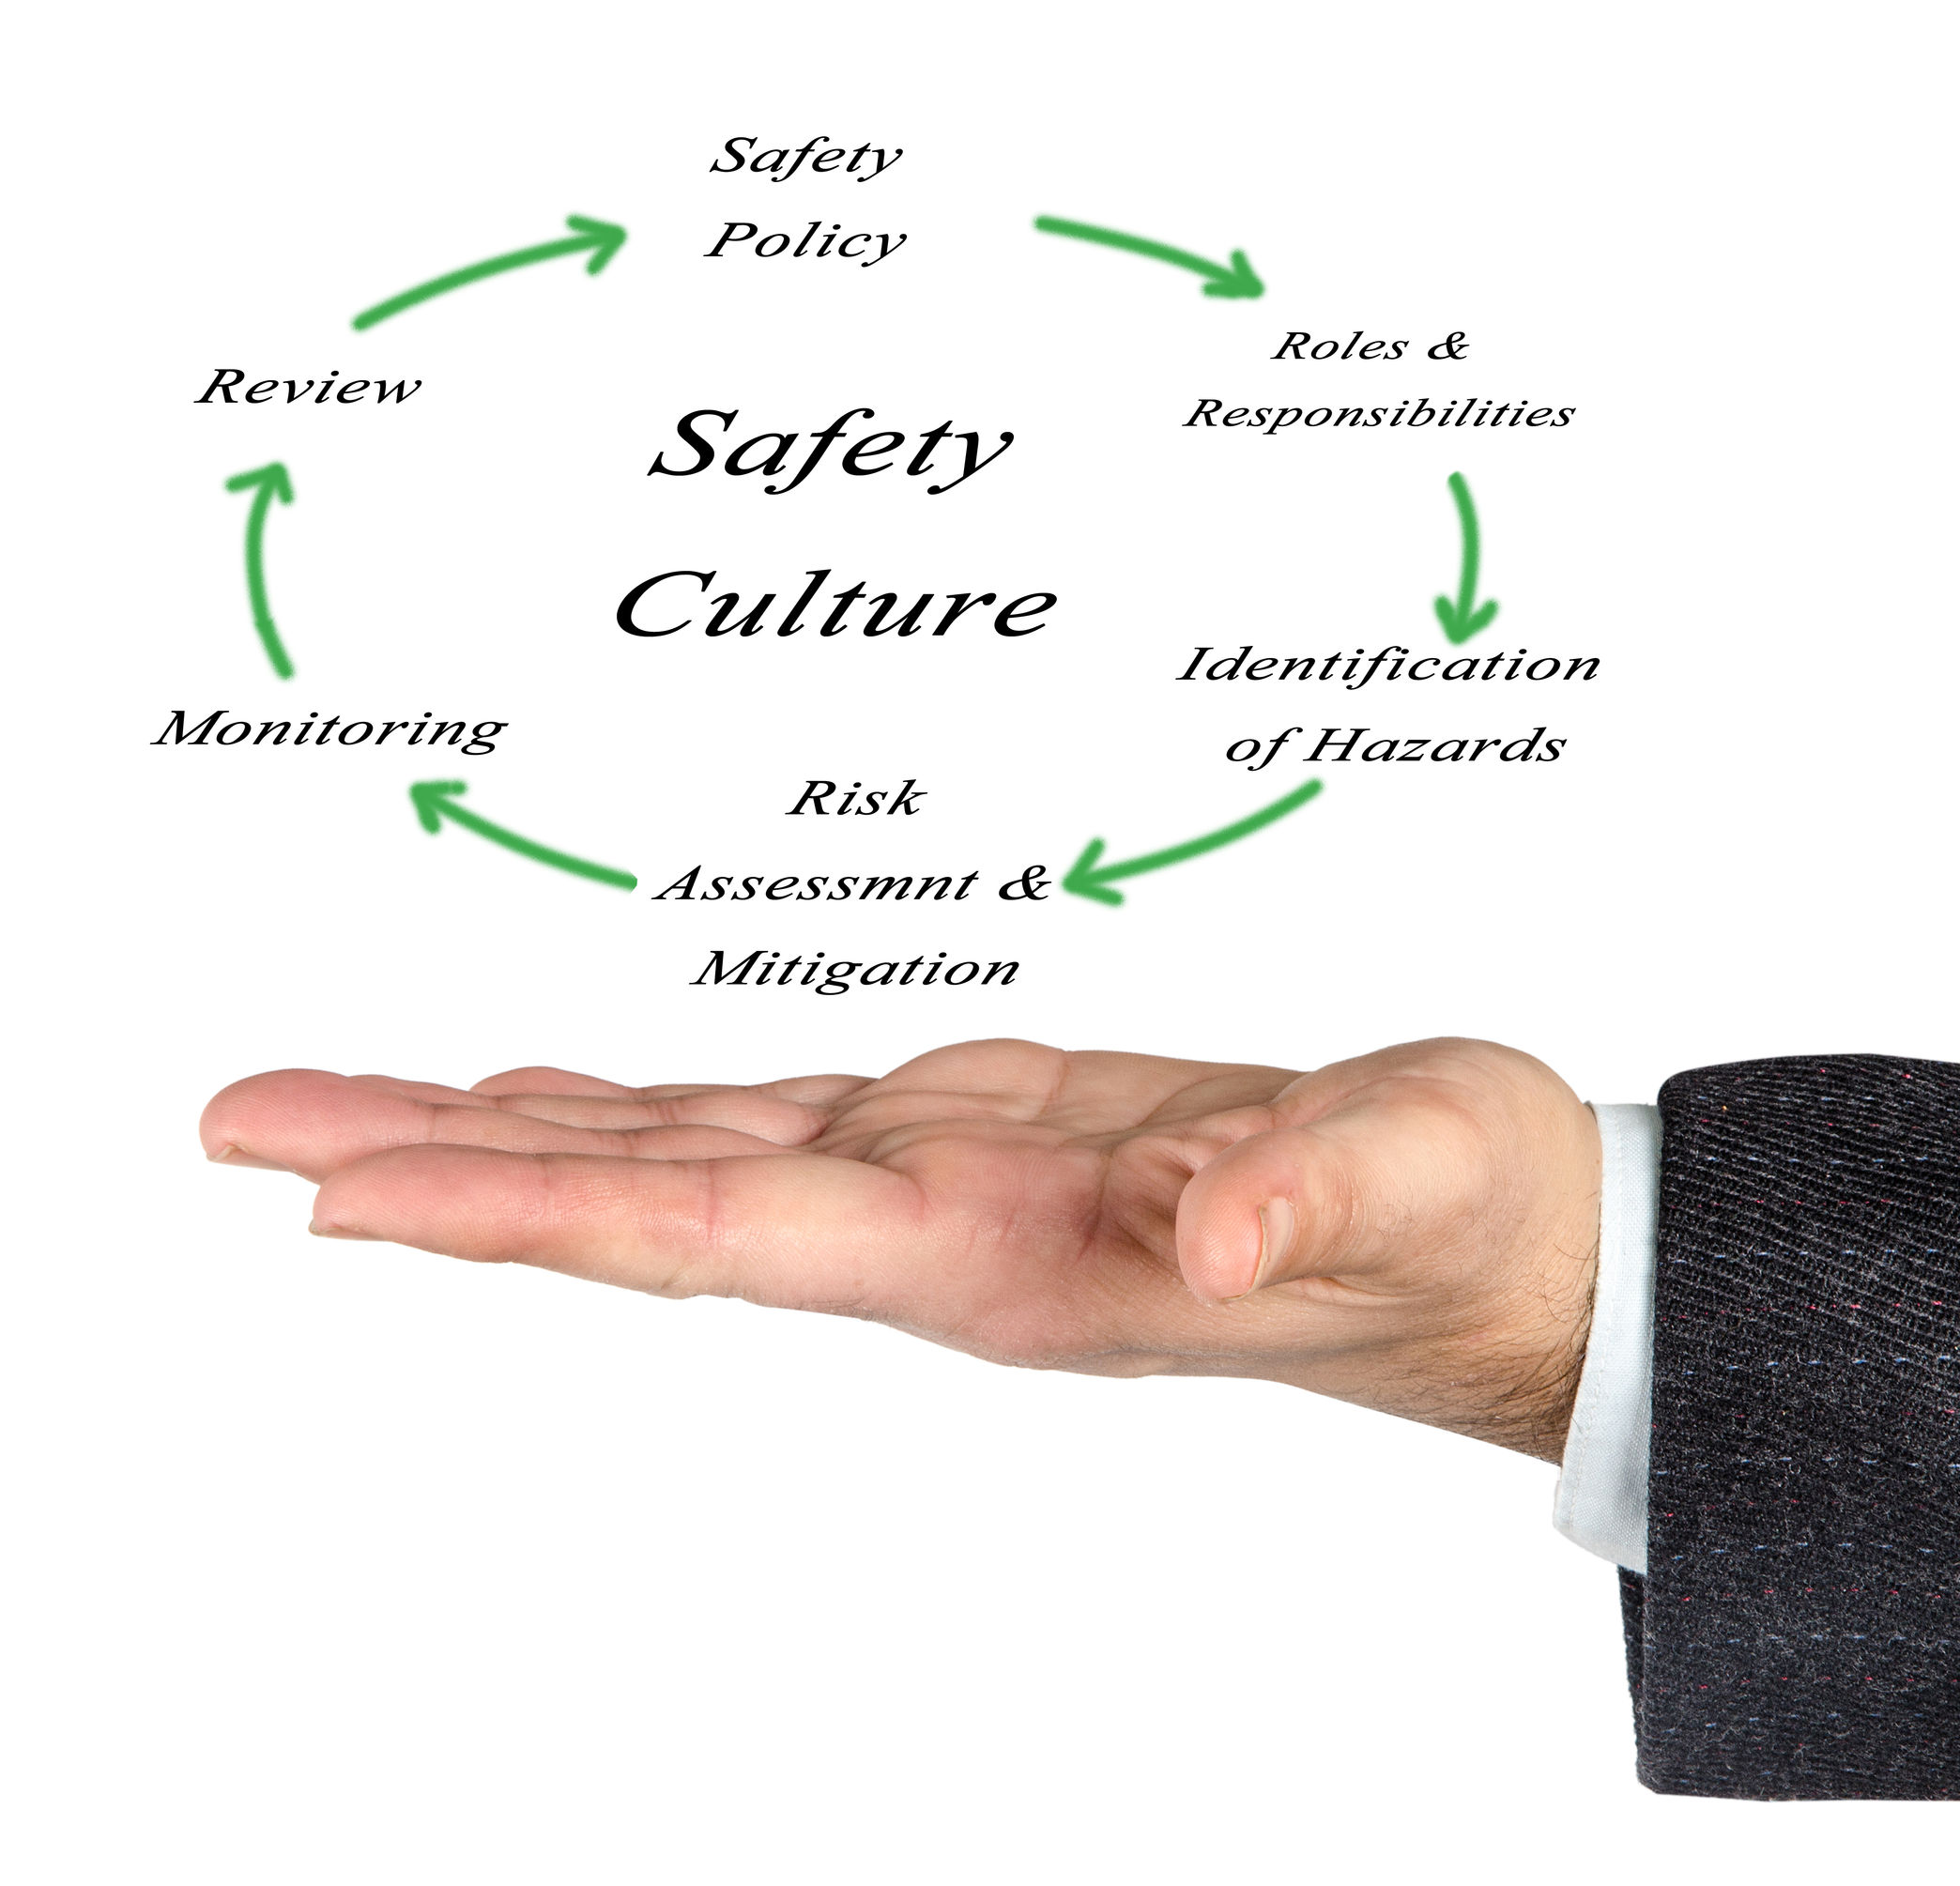 Safety
Policy
Roles &
Responsibilities
Identification
of Hazards
Risk
Assessmnt &
Mitigation
Monitoring
Review
Safety
Culture